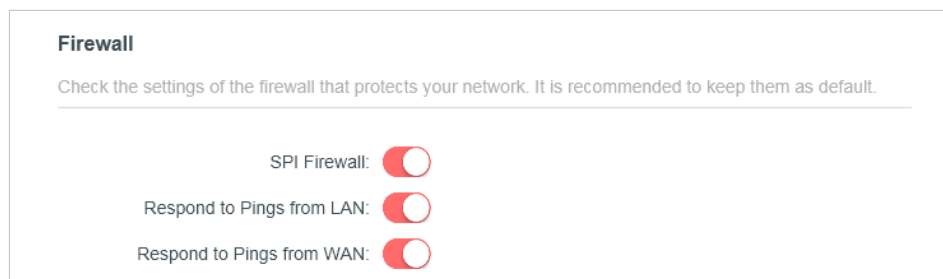 Firewall
Check the settings of the firewall that protects your network. It is recommended to keep them as default.
SPI Firewall:
Respond to Pings from LAN:
Respond to Pings from WAN: